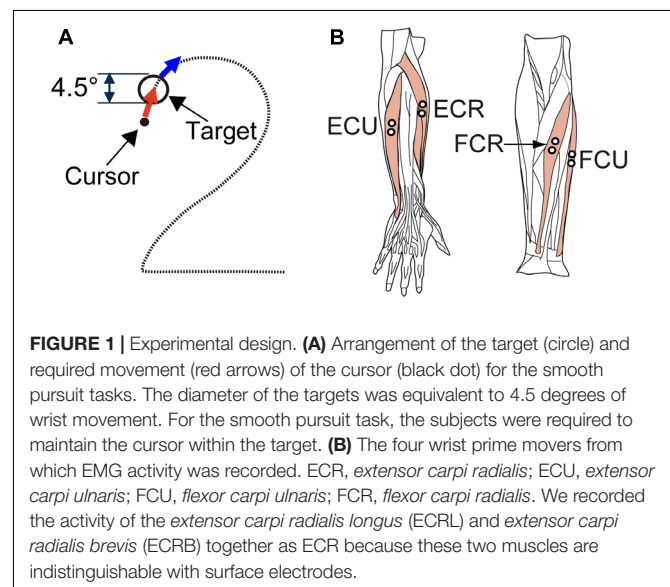 A
4.5°
Target
Cursor
B
ECU
ECR
FCR
FCU
FIGURE 1 | Experimental design. (A) Arrangement of the target (circle) and
required movement (red arrows) of the cursor (black dot) for the smooth
pursuit tasks. The diameter of the targets was equivalent to 4.5 degrees of
wrist movement. For the smooth pursuit task, the subjects were required to
maintain the cursor within the target. (B) The four wrist prime movers from
which EMG activity was recorded. ECR, extensor carpi radialis; ECU, extensor
carpi ulnaris; FCU, flexor carpi ulnaris; FCR, flexor carpi radialis. We recorded
the activity of the extensor carpi radialis longus (ECRL) and extensor carpi
radialis brevis (ECRB) together as ECR because these two muscles are
indistinguishable with surface electrodes.